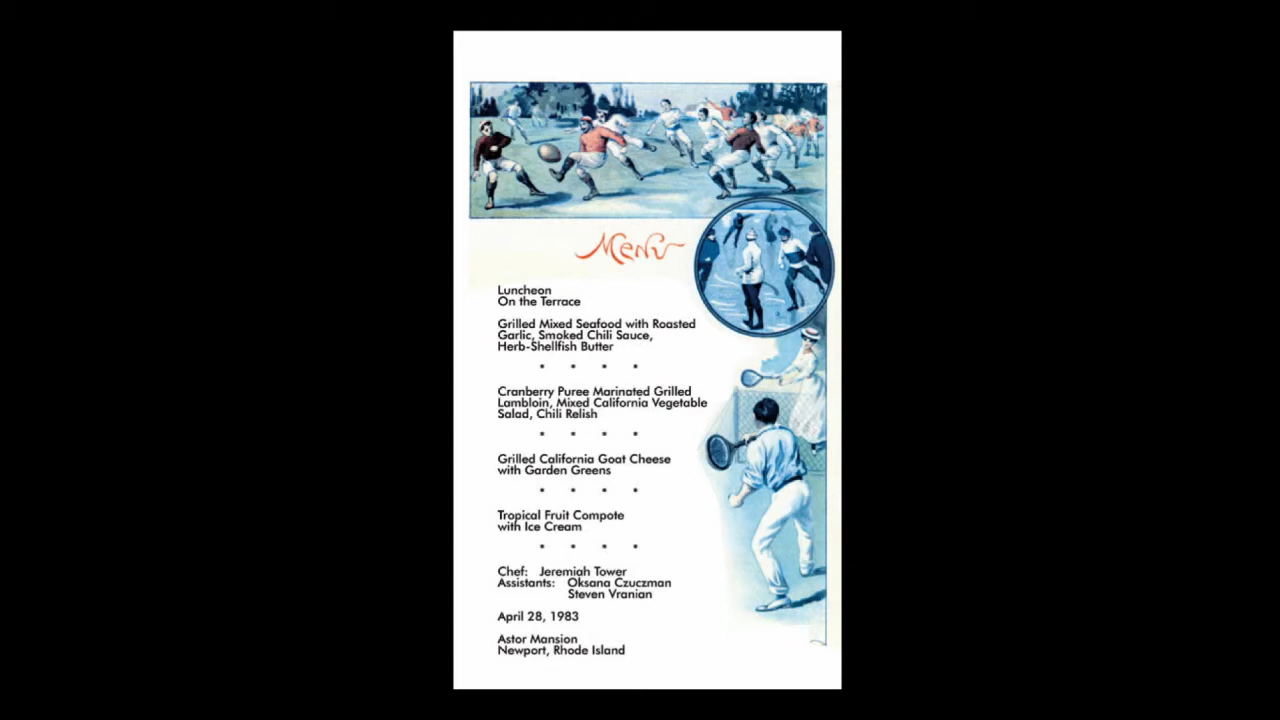 Menu
Luncheon
On the Terrace
Grilled Mixed Seafood with Roasted
Garlic, Smoked Chili Sauce,
Herb-Shellfish Butter
* * * *
Cranberry Puree Marinated Grilled
Lambloin, Mixed California Vegetable
Salad, Chili Relish
* * * *
Grilled California Goat Cheese
with Garden Greens
* * * *
Tropical Fruit Compote
with Ice Cream
* * * *
Chef: Jeremiah Tower
Assistants: Oksana Czuczman
Steven Vranian
April 28, 1983
Astor Mansion
Newport, Rhode Island